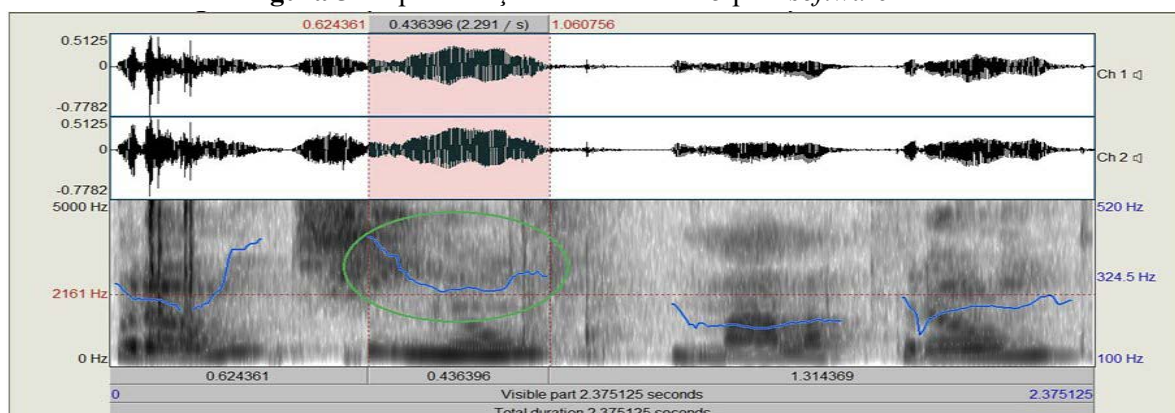 0.624361 0.436396 (2.291 / s) 1.060756
0.5125
0
-0.7782
Ch 1
0.5125
0
-0.7782
Ch 2
5000 Hz 520 Hz
324.5 Hz
2161 Hz
0 Hz 100 Hz
0.624361 0.436396 1.314369
0 Visible part 2.375125 seconds 2.375125
Total duration 2.375125 seconds